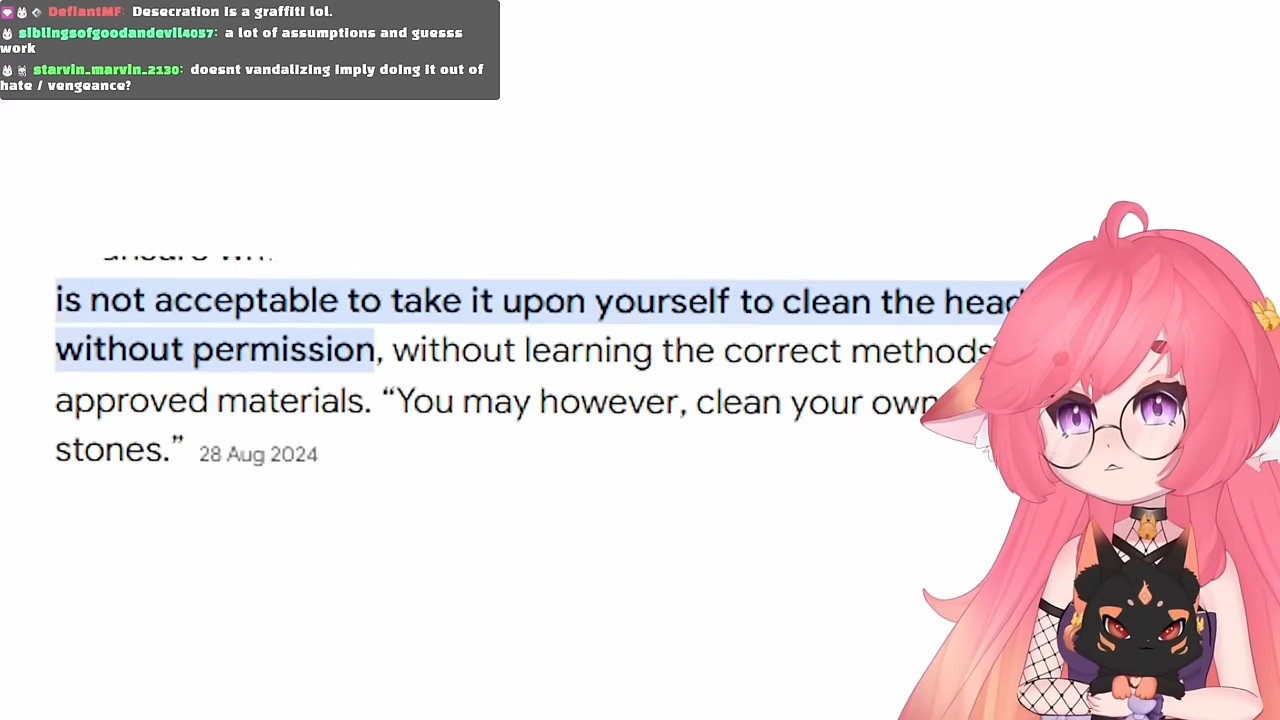 DefiantMF: Desecration is a graffiti lol.
siblingsofgoodandevil4057: a lot of assumptions and guesss
work
starvin_marvin_2130: doesnt vandalizing imply doing it out of
hate / vengeance?
is not acceptable to take it upon yourself to clean the
without permission, without learning the correct methods
approved materials. “You may however, clean your own
stones.” 28 Aug 2024